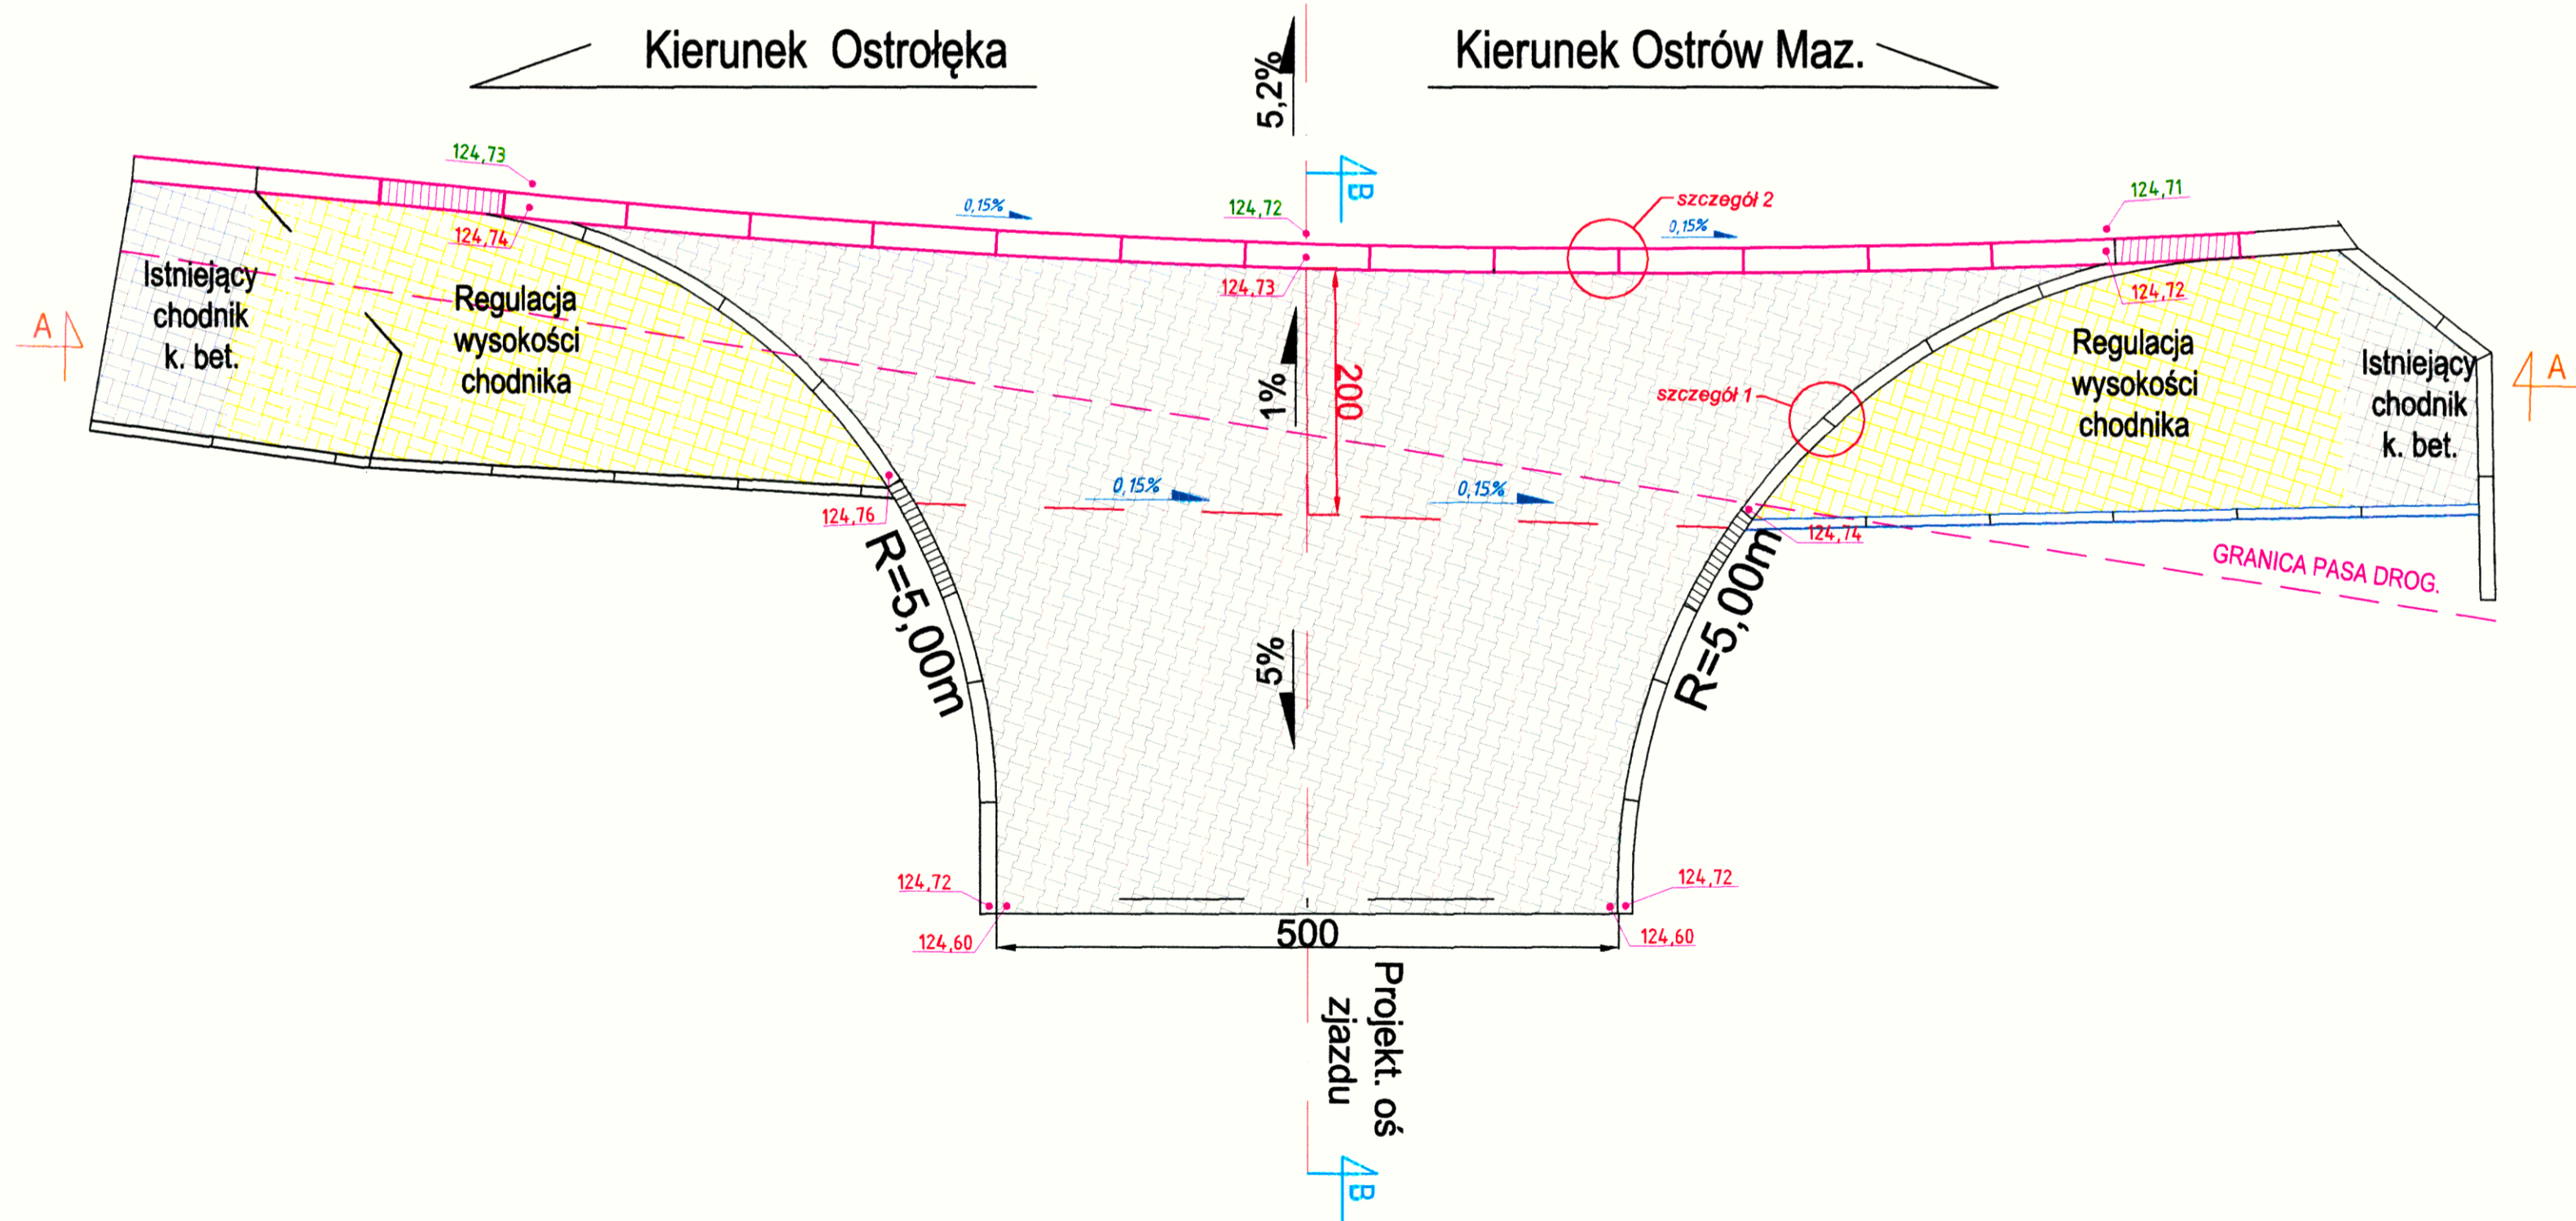 Kierunek Ostrołęka
Kierunek Ostrów Maz.
5,2%
B
124,73
124,74
0,15%
124,72
124,73
szczegół 2
0,15%
124,71
124,72
Istniejący
chodnik
k. bet.
Regulacja
wysokości
chodnika
A
1%
200
szczegół 1
Regulacja
wysokości
chodnika
Istniejący
chodnik
k. bet.
A
0,15%
0,15%
124,76
124,74
R=5,00m
R=5,00m
GRANICA PASA DROG.
5%
124,72
124,60
124,72
124,60
500
Projekt. oś
zjazdu
B